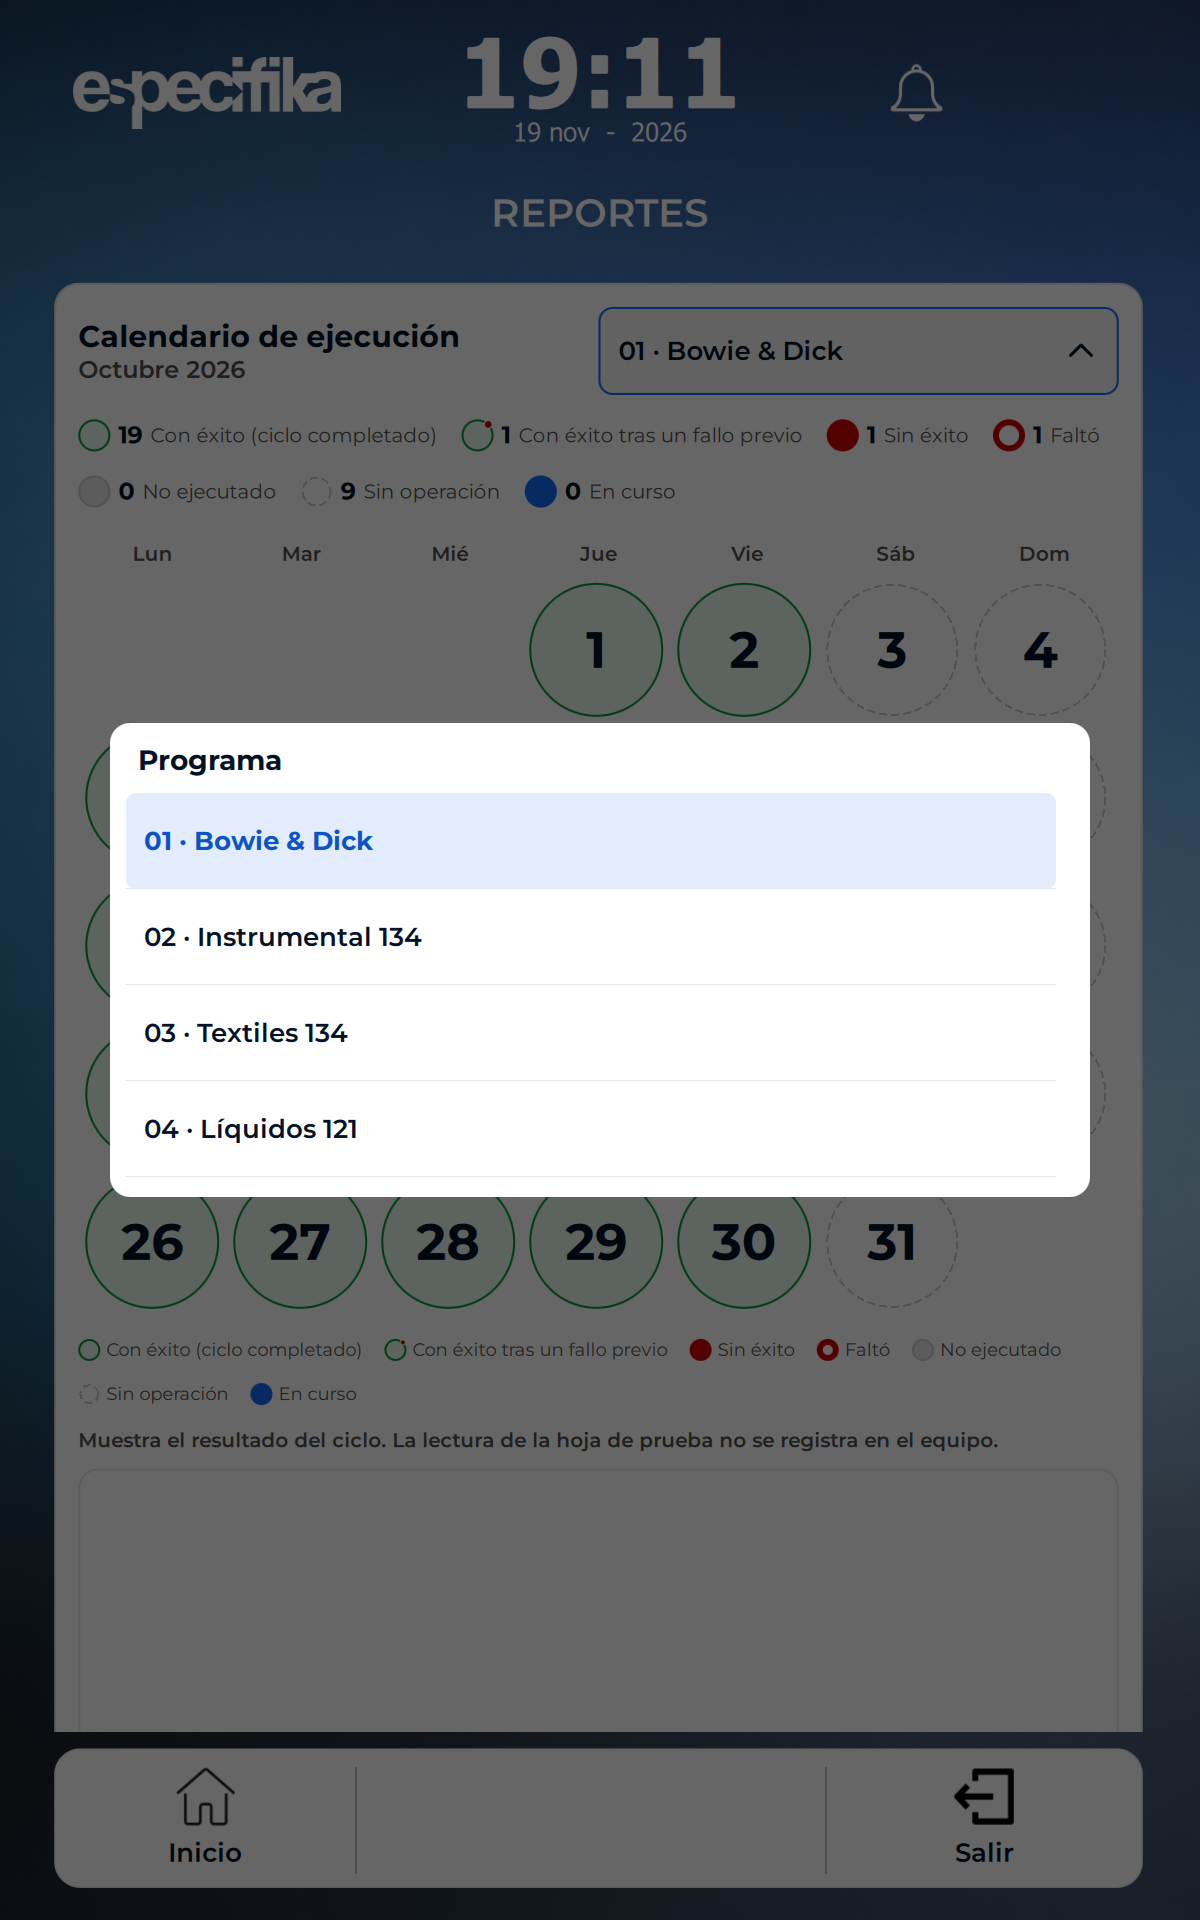 especifika
19:11
19 nov - 2026
REPORTES
Calendario de ejecución
Octubre 2026
01 · Bowie & Dick
19 Con éxito (ciclo completado)
1 Con éxito tras un fallo previo
1 Sin éxito
1 Faltó
0 No ejecutado
9 Sin operación
0 En curso
Lun Mar Mié Jue Vie Sáb Dom
1 2 3 4
Programa
01 · Bowie & Dick
02 · Instrumental 134
03 · Textiles 134
04 · Líquidos 121
26 27 28 29 30 31
Con éxito (ciclo completado) Con éxito tras un fallo previo Sin éxito Faltó No ejecutado
Sin operación En curso
Muestra el resultado del ciclo. La lectura de la hoja de prueba no se registra en el equipo.
Inicio
Salir